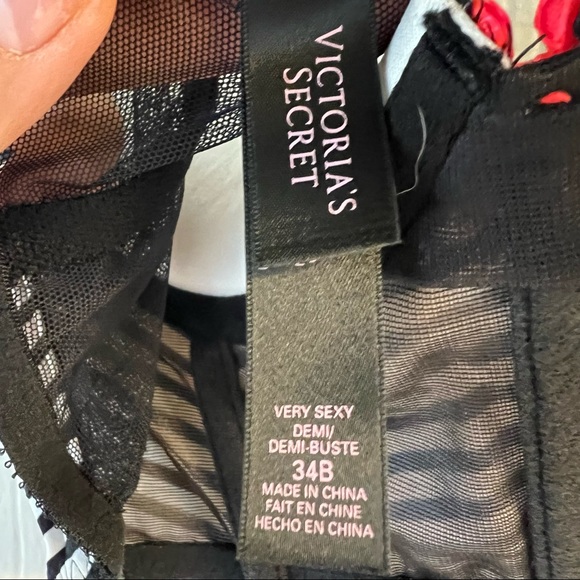 VICTORIA'S
SECRET
VERY SEXY
DEMI/
DEMI-BUSTE
34B
MADE IN CHINA
FAIT EN CHINE
HECHO EN CHINA